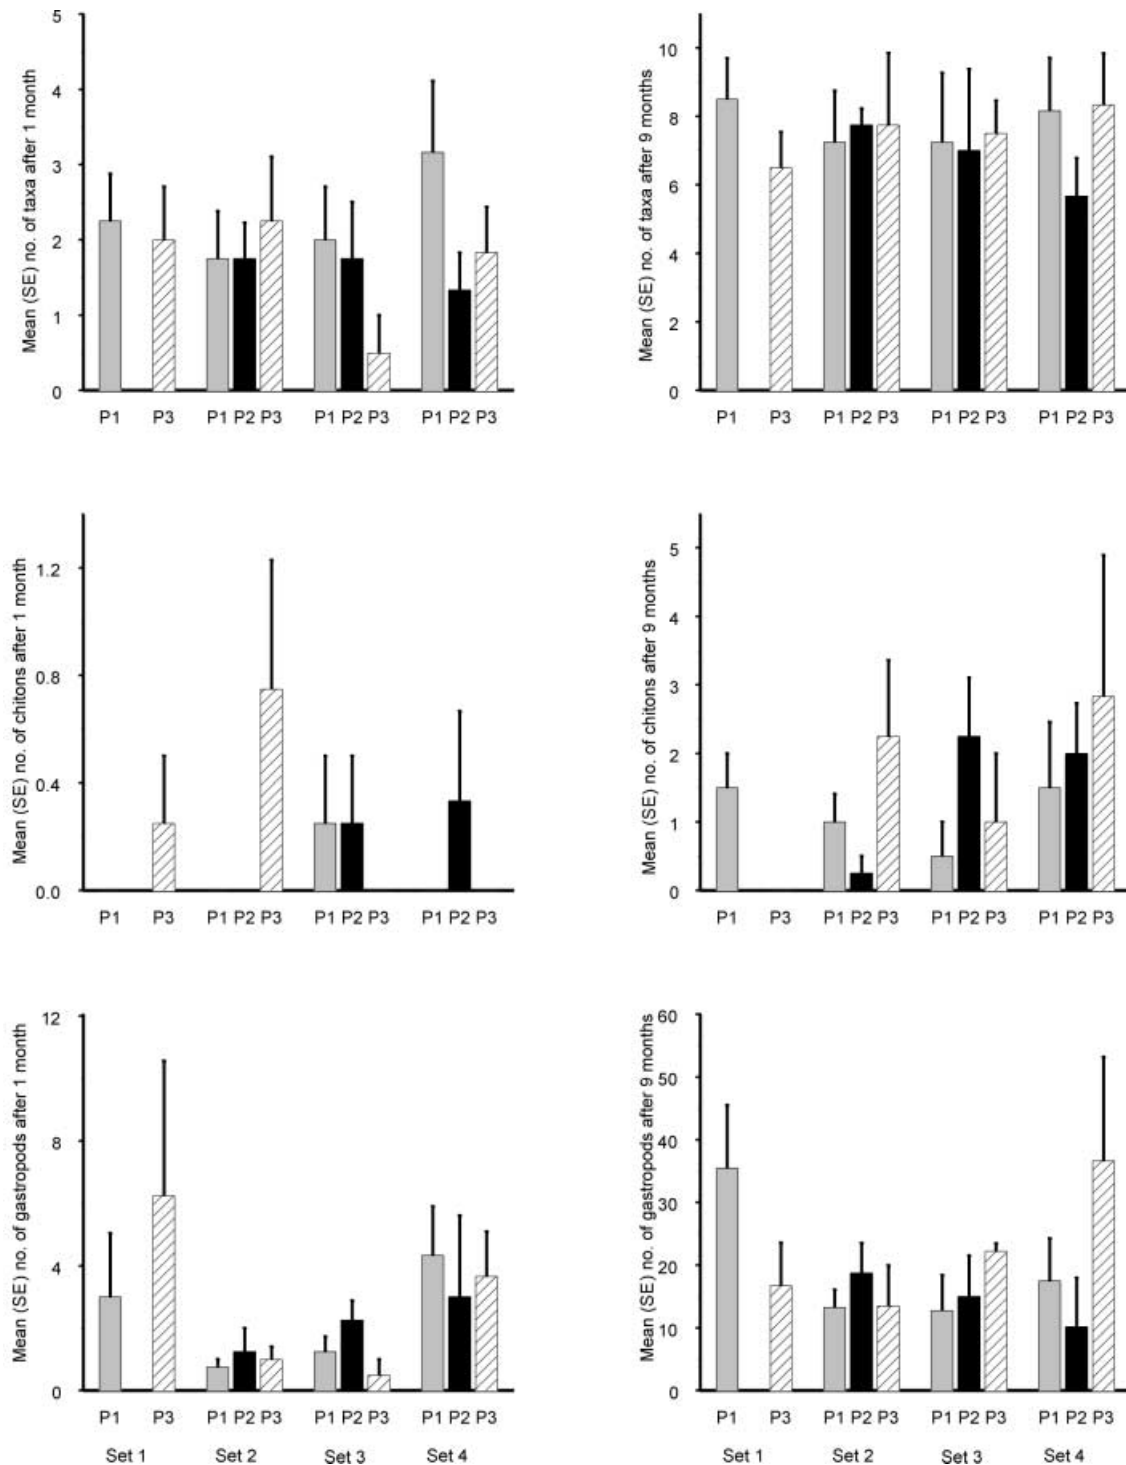 Mean (SE) no. of taxa after 1 month
5
4
3
2
1
0
P1 P3 P1 P2 P3 P1 P2 P3 P1 P2 P3
Mean (SE) no. of taxa after 9 months
10
8
6
4
2
0
P1 P3 P1 P2 P3 P1 P2 P3 P1 P2 P3
Mean (SE) no. of chitons after 1 month
1.2
0.8
0.4
0.0
P1 P3 P1 P2 P3 P1 P2 P3 P1 P2 P3
Mean (SE) no. of chitons after 9 months
5
4
3
2
1
0
P1 P3 P1 P2 P3 P1 P2 P3 P1 P2 P3
Mean (SE) no. of gastropods after 1 month
12
8
4
0
P1 P3 P1 P2 P3 P1 P2 P3 P1 P2 P3
Set 1 Set 2 Set 3 Set 4
Mean (SE) no. of gastropods after 9 months
60
50
40
30
20
10
0
P1 P3 P1 P2 P3 P1 P2 P3 P1 P2 P3
Set 1 Set 2 Set 3 Set 4